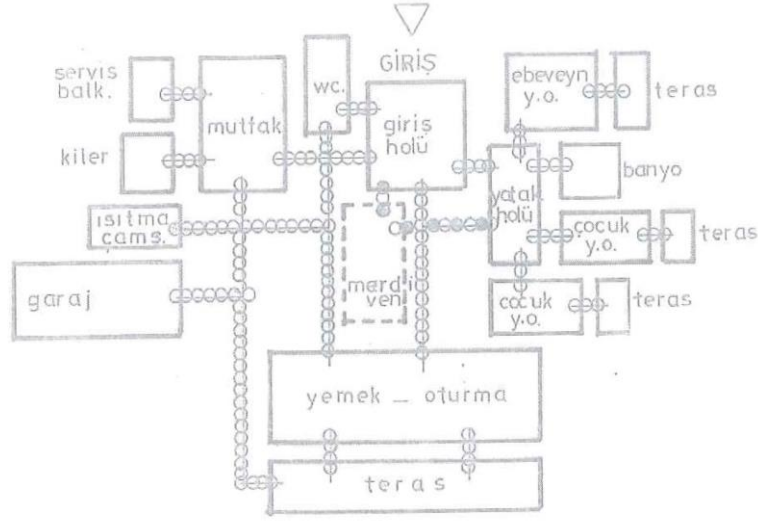 GİRİŞ
servis
balk.
mutfak
wc.
giriş
holü
ebeveyn
y.o.
teras
kiler
banyo
yatak
holü
ısıtma
çamş.
çocuk
y.o.
teras
garaj
merdi
ven
çocuk
y.o.
teras
yemek _ oturma
teras